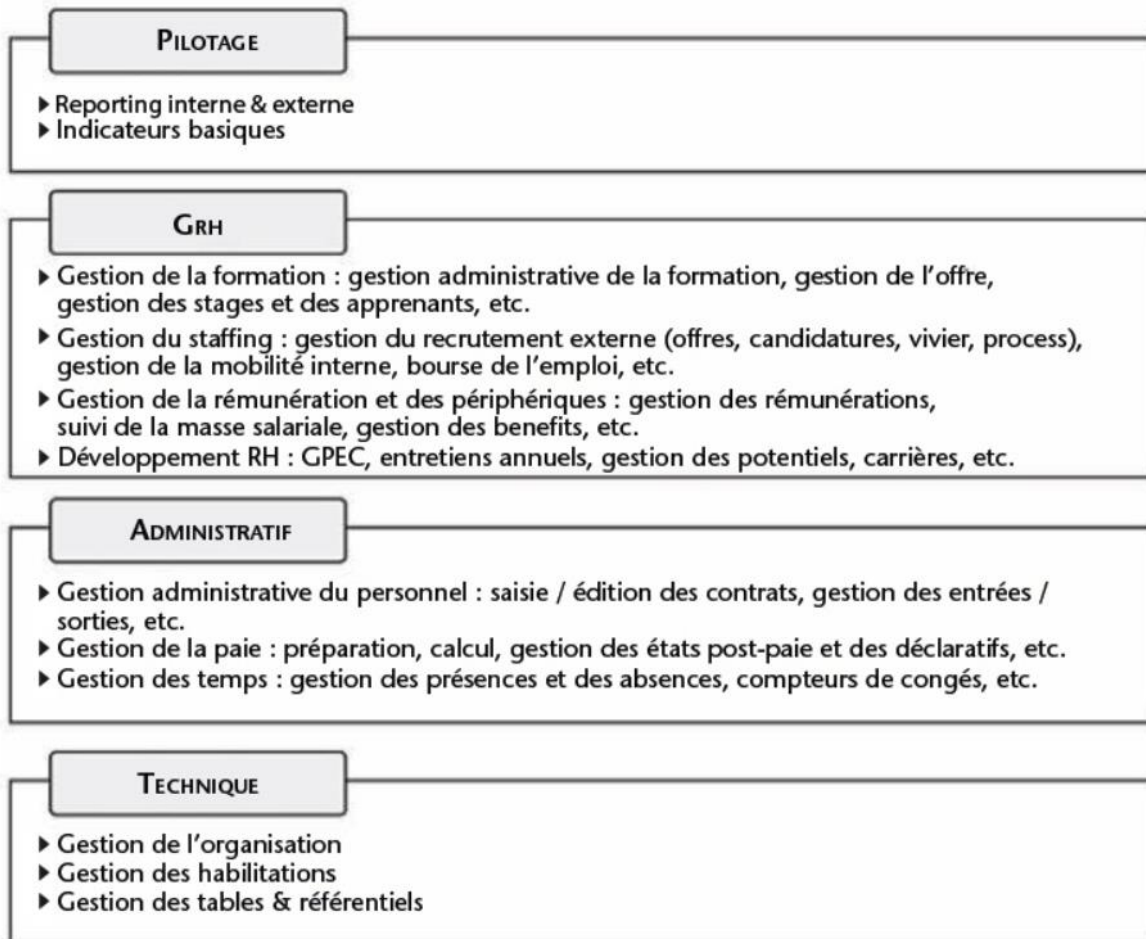 PILOTAGE
▶ Reporting interne & externe
▶ Indicateurs basiques
GRH
▶ Gestion de la formation : gestion administrative de la formation, gestion de l'offre,
gestion des stages et des apprenants, etc.
▶ Gestion du staffing : gestion du recrutement externe (offres, candidatures, vivier, process),
gestion de la mobilité interne, bourse de l'emploi, etc.
▶ Gestion de la rémunération et des périphériques : gestion des rémunérations,
suivi de la masse salariale, gestion des benefits, etc.
▶ Développement RH : GPEC, entretiens annuels, gestion des potentiels, carrières, etc.
ADMINISTRATIF
▶ Gestion administrative du personnel : saisie / édition des contrats, gestion des entrées /
sorties, etc.
▶ Gestion de la paie : préparation, calcul, gestion des états post-paie et des déclaratifs, etc.
▶ Gestion des temps : gestion des présences et des absences, compteurs de congés, etc.
TECHNIQUE
▶ Gestion de l'organisation
▶ Gestion des habilitations
▶ Gestion des tables & référentiels